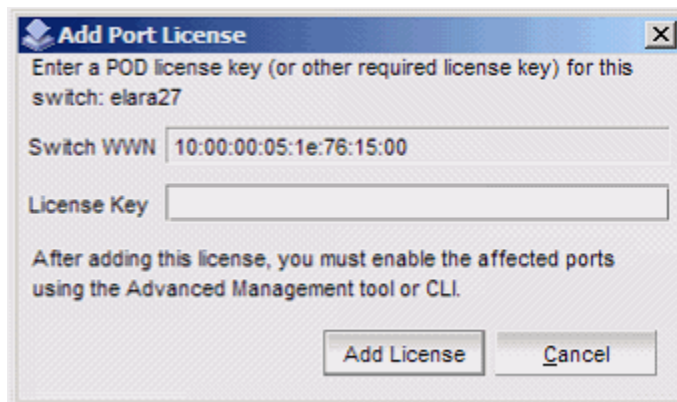 Add Port License
Enter a POD license key (or other required license key) for this
switch: elara27
Switch WWN 10:00:00:05:1e:76:15:00
License Key
After adding this license, you must enable the affected ports
using the Advanced Management tool or CLI.
Add License Cancel